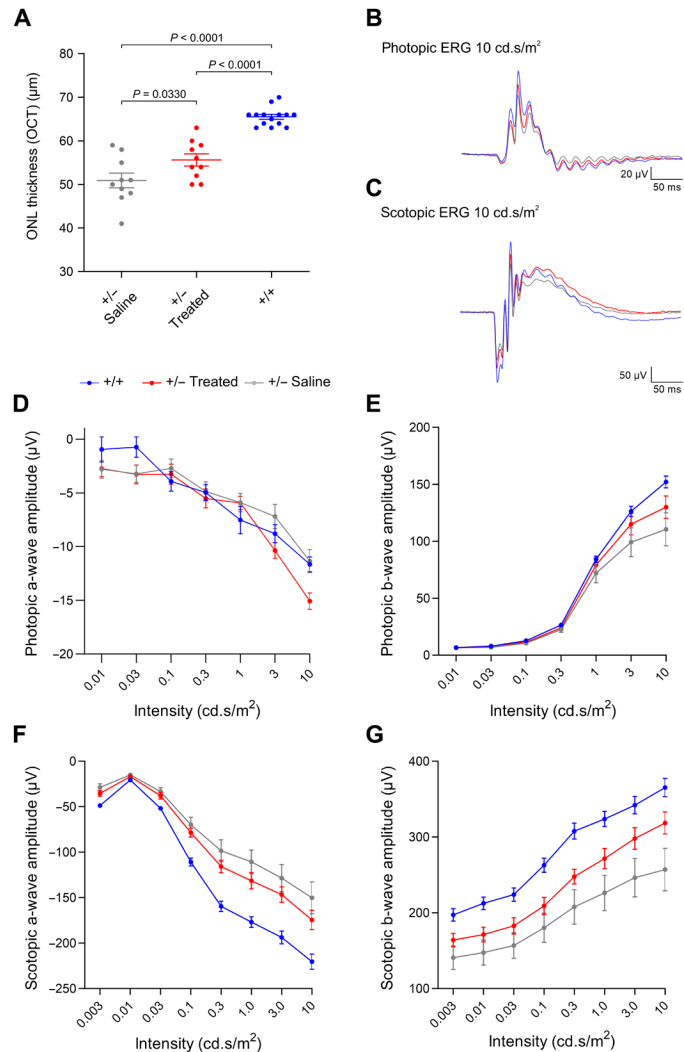 A
P < 0.0001
P < 0.0001
P = 0.0330
ONL thickness (OCT) (μm)
80
70
60
50
40
30
+/− Saline
+/− Treated
+/+
B
Photopic ERG 10 cd.s/m²
20 μV
50 ms
C
Scotopic ERG 10 cd.s/m²
50 μV
50 ms
+/+
+/− Treated
+/− Saline
D
Photopic a-wave amplitude (μV)
0
−5
−10
−15
−20
0.01
0.03
0.1
0.3
1
3
10
Intensity (cd.s/m²)
E
Photopic b-wave amplitude (μV)
200
150
100
50
0
0.01
0.03
0.1
0.3
1
3
10
Intensity (cd.s/m²)
F
Scotopic a-wave amplitude (μV)
0
−50
−100
−150
−200
−250
0.003
0.01
0.03
0.1
0.3
1.0
3.0
10
Intensity (cd.s/m²)
G
Scotopic b-wave amplitude (μV)
400
300
200
100
0.003
0.01
0.03
0.1
0.3
1.0
3.0
10
Intensity (cd.s/m²)